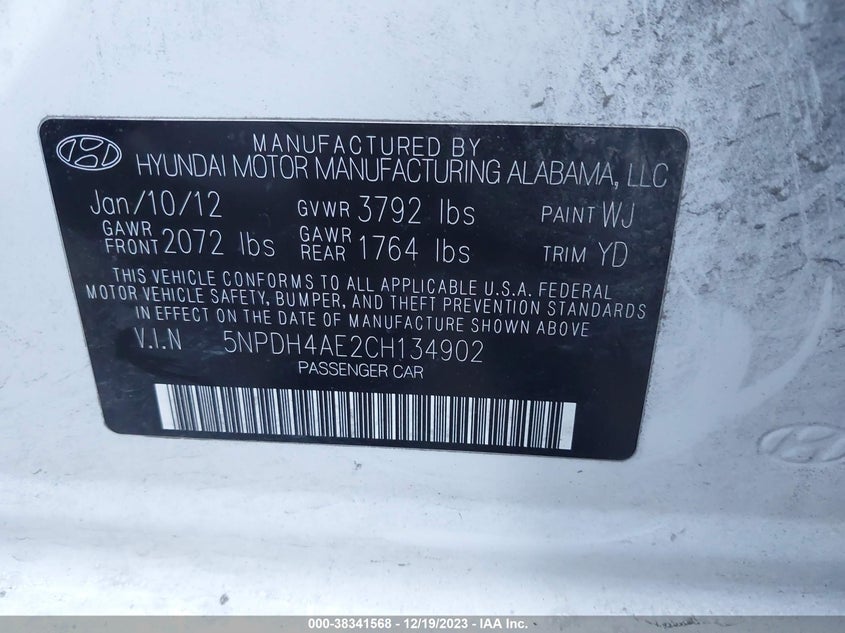 MANUFACTURED BY
HYUNDAI MOTOR MANUFACTURING ALABAMA, LLC
Jan/10/12 GVWR 3792 lbs PAINT WJ
GAWR FRONT 2072 lbs GAWR REAR 1764 lbs TRIM YD
THIS VEHICLE CONFORMS TO ALL APPLICABLE U.S.A. FEDERAL
MOTOR VEHICLE SAFETY, BUMPER, AND THEFT PREVENTION STANDARDS
IN EFFECT ON THE DATE OF MANUFACTURE SHOWN ABOVE
V.I.N 5NPDH4AE2CH134902
PASSENGER CAR
000-38341568 - 12/19/2023 - IAA Inc.